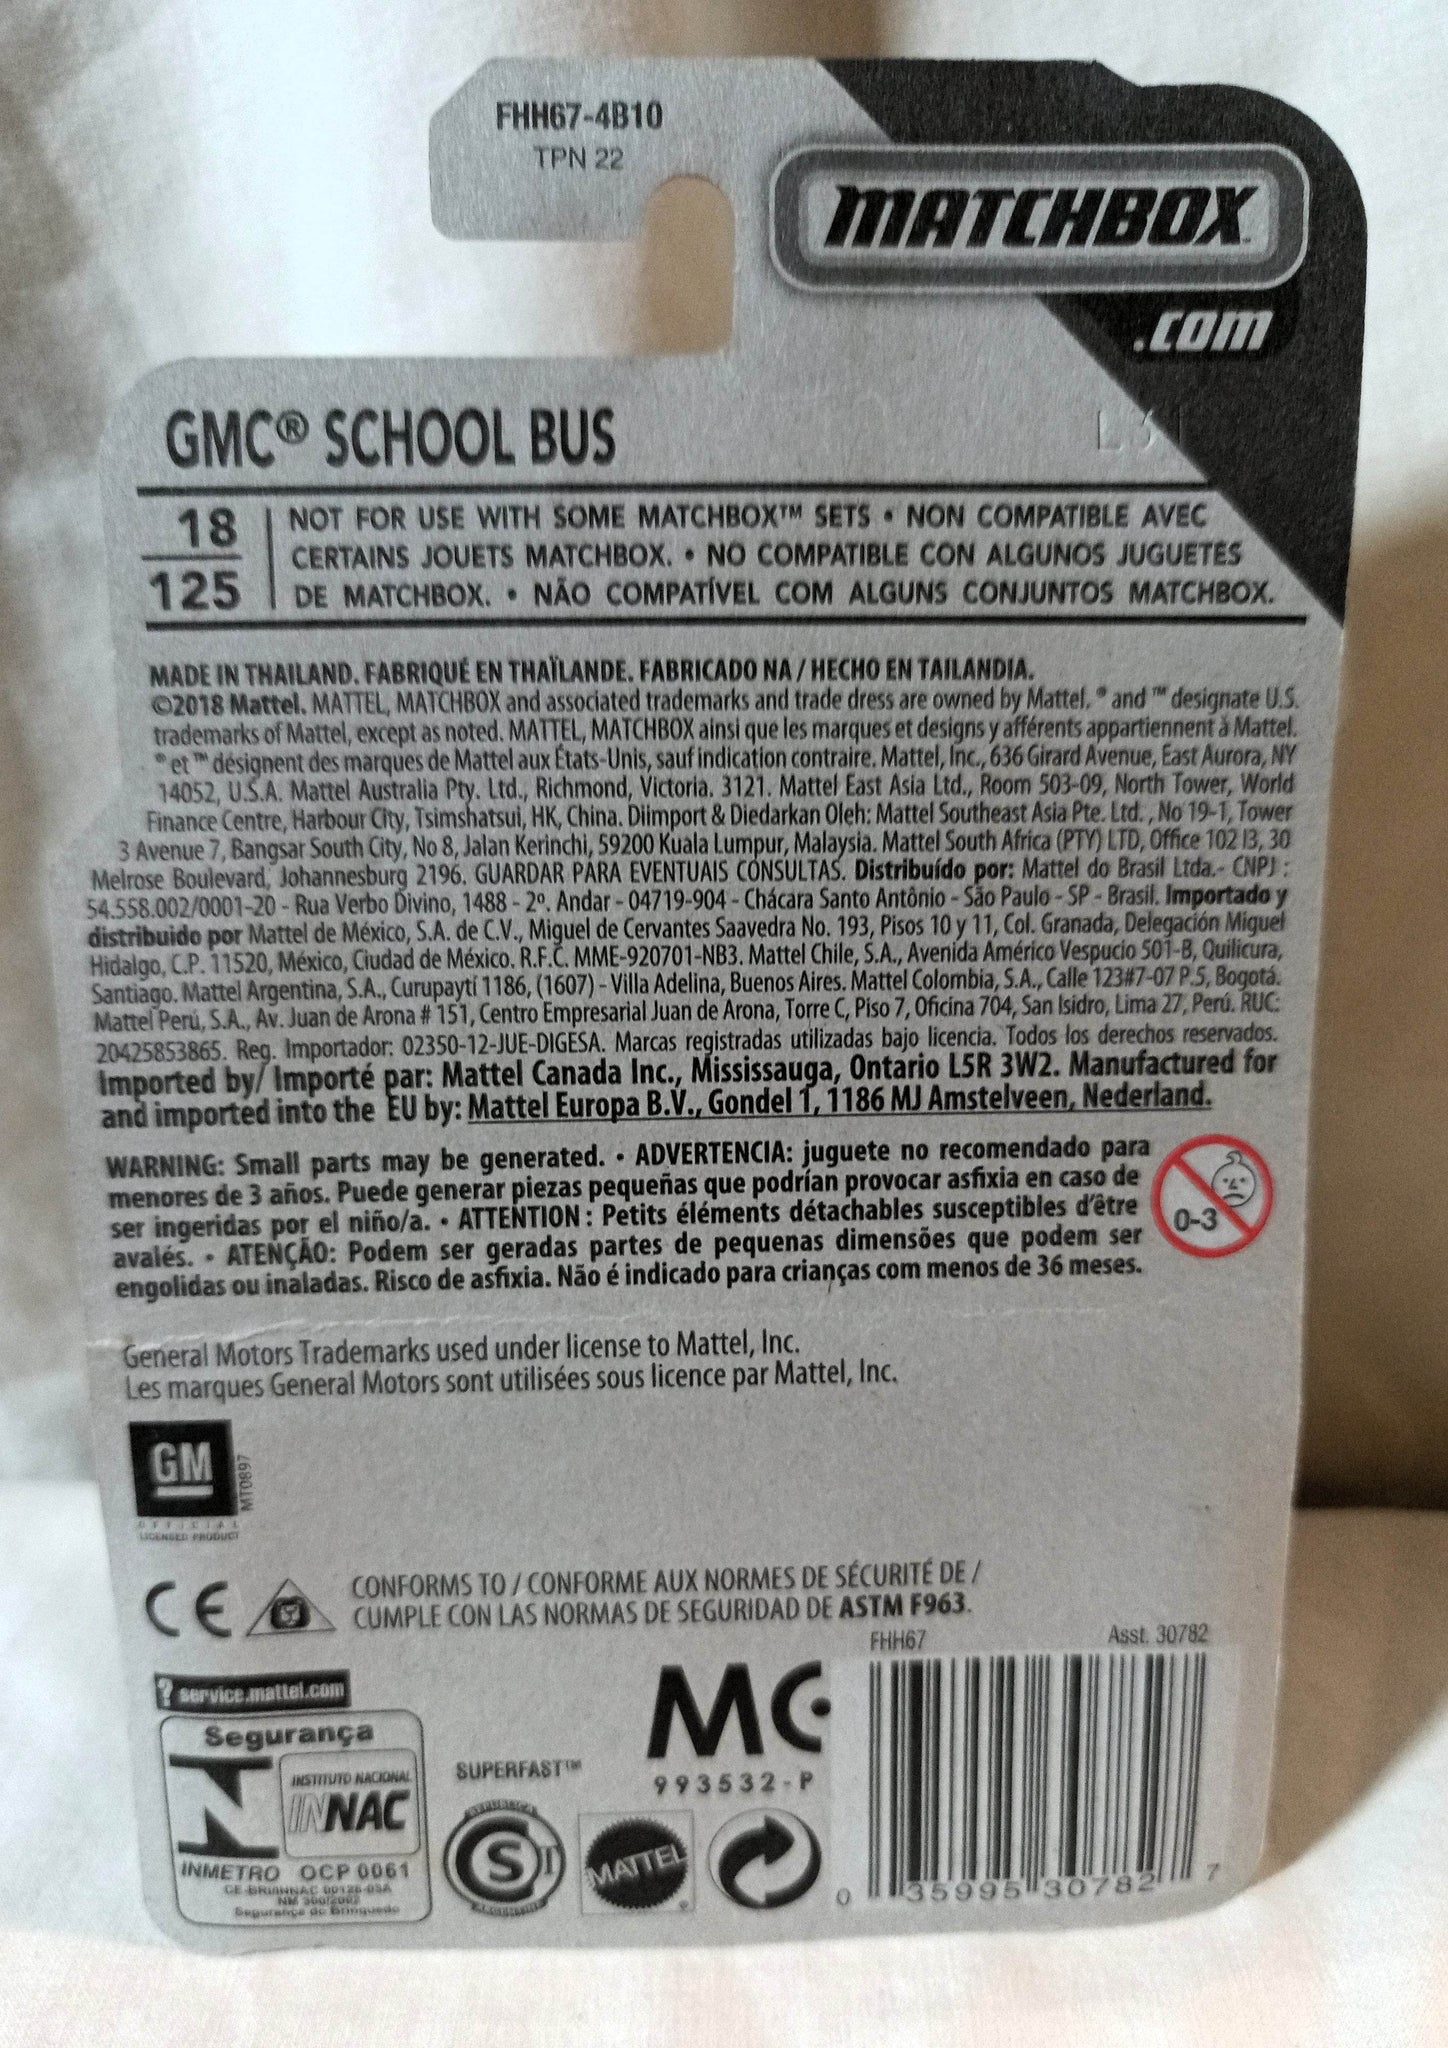 FHH67-4B10
TPN 22
MATCHBOX
.com
GMC® SCHOOL BUS
18
125
NOT FOR USE WITH SOME MATCHBOX™ SETS • NON COMPATIBLE AVEC
CERTAINS JOUETS MATCHBOX. • NO COMPATIBLE CON ALGUNOS JUGUETES
DE MATCHBOX. • NÃO COMPATÍVEL COM ALGUNS CONJUNTOS MATCHBOX.
MADE IN THAILAND. FABRIQUÉ EN THAÏLANDE. FABRICADO NA / HECHO EN TAILANDIA.
©2018 Mattel. MATTEL, MATCHBOX and associated trademarks and trade dress are owned by Mattel. ® and ™ designate U.S.
trademarks of Mattel, except as noted. MATTEL, MATCHBOX ainsi que les marques et designs y afférents appartiennent à Mattel.
® et ™ désignent des marques de Mattel aux États-Unis, sauf indication contraire. Mattel, Inc., 636 Girard Avenue, East Aurora, NY
14052, U.S.A. Mattel Australia Pty. Ltd., Richmond, Victoria. 3121. Mattel East Asia Ltd., Room 503-09, North Tower, World
Finance Centre, Harbour City, Tsimshatsui, HK, China. Diimport & Diedarkan Oleh: Mattel Southeast Asia Pte. Ltd., No 19-1, Tower
3 Avenue 7, Bangsar South City, No 8, Jalan Kerinchi, 59200 Kuala Lumpur, Malaysia. Mattel South Africa (PTY) LTD, Office 102 I3, 30
Melrose Boulevard, Johannesburg 2196. GUARDAR PARA EVENTUAIS CONSULTAS. Distribuído por: Mattel do Brasil Ltda.- CNPJ :
54.558.002/0001-20 - Rua Verbo Divino, 1488 - 2º. Andar - 04719-904 - Chácara Santo Antônio - São Paulo - SP - Brasil. Importado y
distribuido por Mattel de México, S.A. de C.V., Miguel de Cervantes Saavedra No. 193, Pisos 10 y 11, Col. Granada, Delegación Miguel
Hidalgo, C.P. 11520, México, Ciudad de México. R.F.C. MME-920701-NB3. Mattel Chile, S.A., Avenida Américo Vespucio 501-B, Quilicura,
Santiago. Mattel Argentina, S.A., Curupaytí 1186, (1607) - Villa Adelina, Buenos Aires. Mattel Colombia, S.A., Calle 123#7-07 P.5, Bogotá.
Mattel Perú, S.A., Av. Juan de Arona # 151, Centro Empresarial Juan de Arona, Torre C, Piso 7, Oficina 704, San Isidro, Lima 27, Perú. RUC:
20425853865. Reg. Importador: 02350-12-JUE-DIGESA. Marcas registradas utilizadas bajo licencia. Todos los derechos reservados.
Imported by/ Importé par: Mattel Canada Inc., Mississauga, Ontario L5R 3W2. Manufactured for
and imported into the EU by: Mattel Europa B.V., Gondel 1, 1186 MJ Amstelveen, Nederland.
WARNING: Small parts may be generated. • ADVERTENCIA: juguete no recomendado para
menores de 3 años. Puede generar piezas pequeñas que podrían provocar asfixia en caso de
ser ingeridas por el niño/a. • ATTENTION : Petits éléments détachables susceptibles d'être
avalés. • ATENÇÃO: Podem ser geradas partes de pequenas dimensões que podem ser
engolidas ou inaladas. Risco de asfixia. Não é indicado para crianças com menos de 36 meses.
0-3
General Motors Trademarks used under license to Mattel, Inc.
Les marques General Motors sont utilisées sous licence par Mattel, Inc.
GM
MT0897
OFFICIAL
LICENSED PRODUCT
CE
CONFORMS TO / CONFORME AUX NORMES DE SÉCURITÉ DE /
CUMPLE CON LAS NORMAS DE SEGURIDAD DE ASTM F963.
FHH67 Asst. 30782
? service.mattel.com
Segurança
INSTITUTO NACIONAL
INNAC
INMETRO OCP 0061
NM 300/2002
Segurança do Brinquedo
SUPERFAST™
MC
993532-P
S
MATTEL
0 35995 30782 7